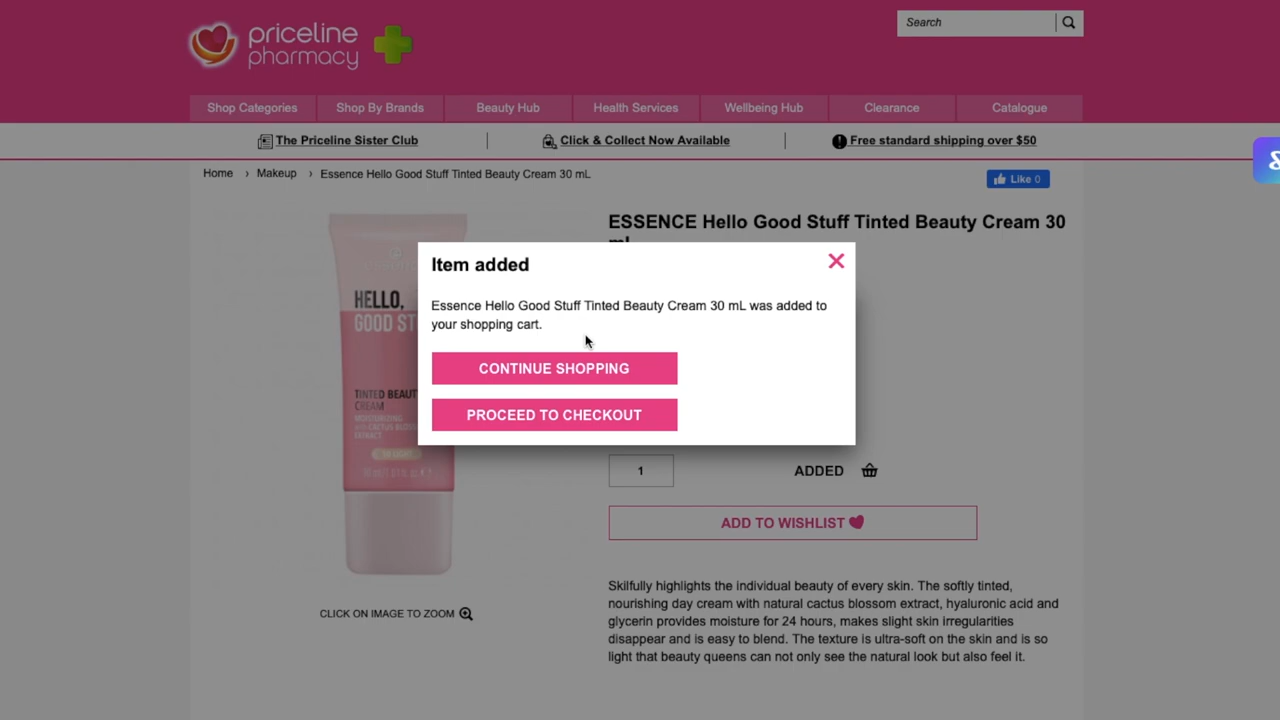 priceline
pharmacy
Search
Shop Categories
Shop By Brands
Beauty Hub
Health Services
Wellbeing Hub
Clearance
Catalogue
The Priceline Sister Club
Click & Collect Now Available
Free standard shipping over $50
Home › Makeup › Essence Hello Good Stuff Tinted Beauty Cream 30 mL
Like 0
ESSENCE Hello Good Stuff Tinted Beauty Cream 30
Item added
Essence Hello Good Stuff Tinted Beauty Cream 30 mL was added to
your shopping cart.
CONTINUE SHOPPING
PROCEED TO CHECKOUT
HELLO,
GOOD ST
TINTED BEAUT
CREAM
MOISTURIZING
EXTRACT
1
ADDED
ADD TO WISHLIST
Skilfully highlights the individual beauty of every skin. The softly tinted,
nourishing day cream with natural cactus blossom extract, hyaluronic acid and
glycerin provides moisture for 24 hours, makes slight skin irregularities
disappear and is easy to blend. The texture is ultra-soft on the skin and is so
light that beauty queens can not only see the natural look but also feel it.
CLICK ON IMAGE TO ZOOM